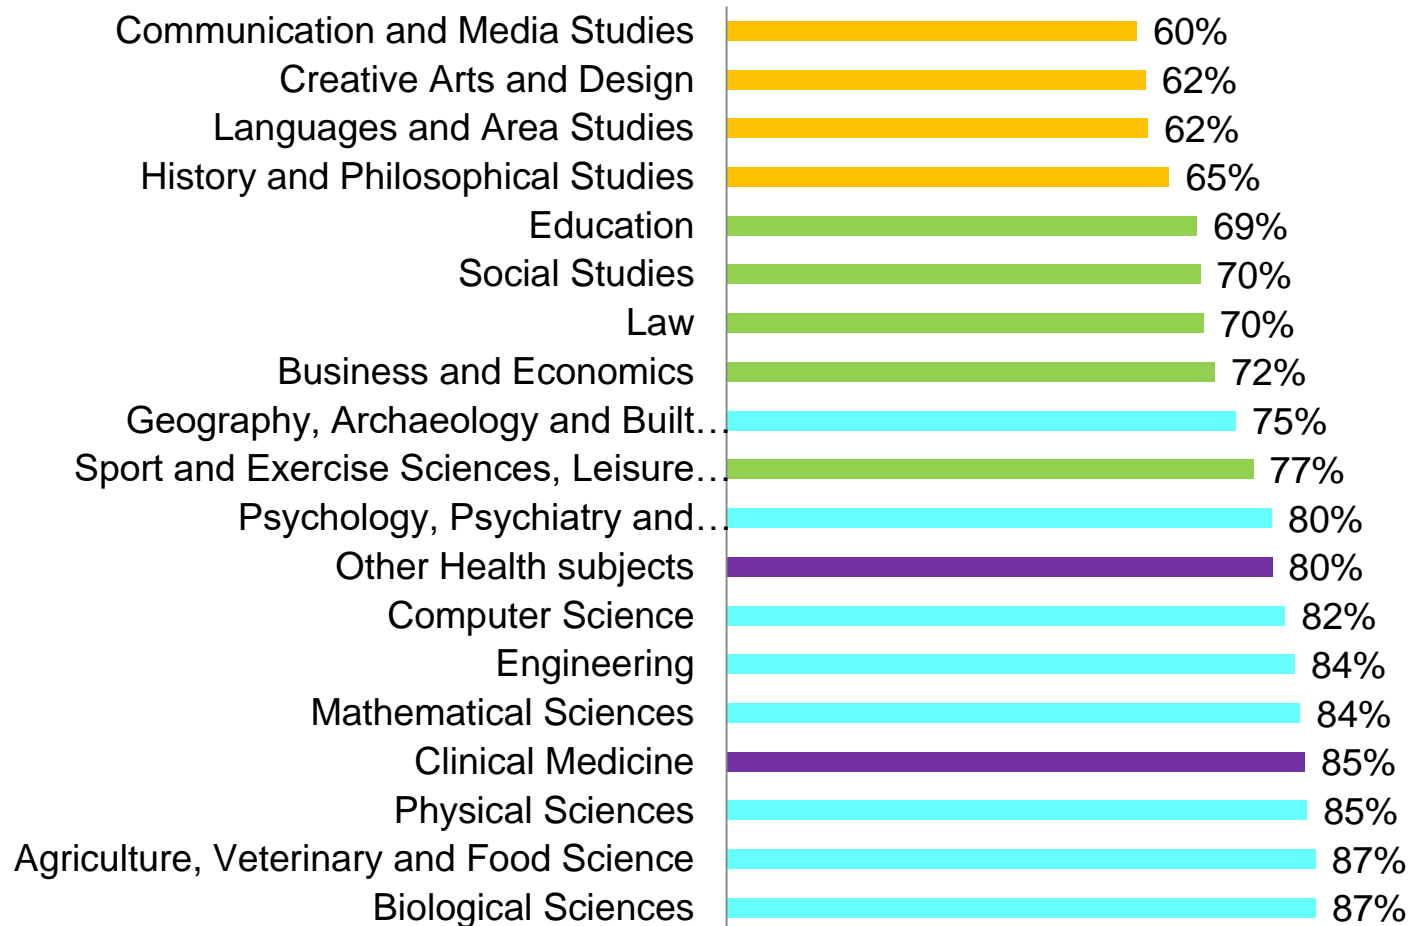 Communication and Media Studies 60%
Creative Arts and Design 62%
Languages and Area Studies 62%
History and Philosophical Studies 65%
Education 69%
Social Studies 70%
Law 70%
Business and Economics 72%
Geography, Archaeology and Built… 75%
Sport and Exercise Sciences, Leisure… 77%
Psychology, Psychiatry and… 80%
Other Health subjects 80%
Computer Science 82%
Engineering 84%
Mathematical Sciences 84%
Clinical Medicine 85%
Physical Sciences 85%
Agriculture, Veterinary and Food Science 87%
Biological Sciences 87%